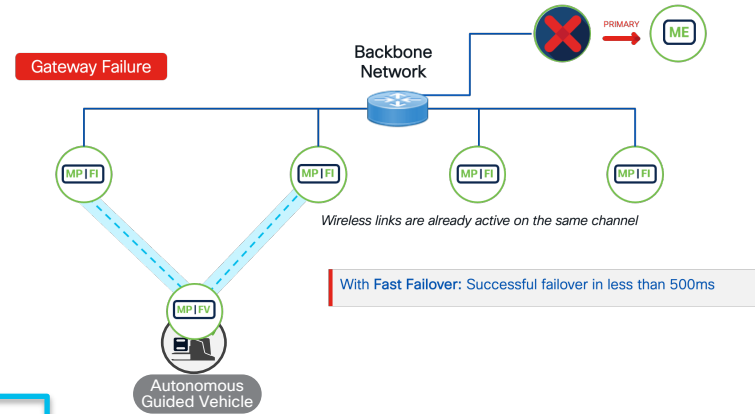 PRIMARY
ME
Gateway Failure
Backbone
Network
MP|FI
MP|FI
MP|FI
MP|FI
Wireless links are already active on the same channel
With Fast Failover: Successful failover in less than 500ms
MP|FV
Autonomous
Guided Vehicle